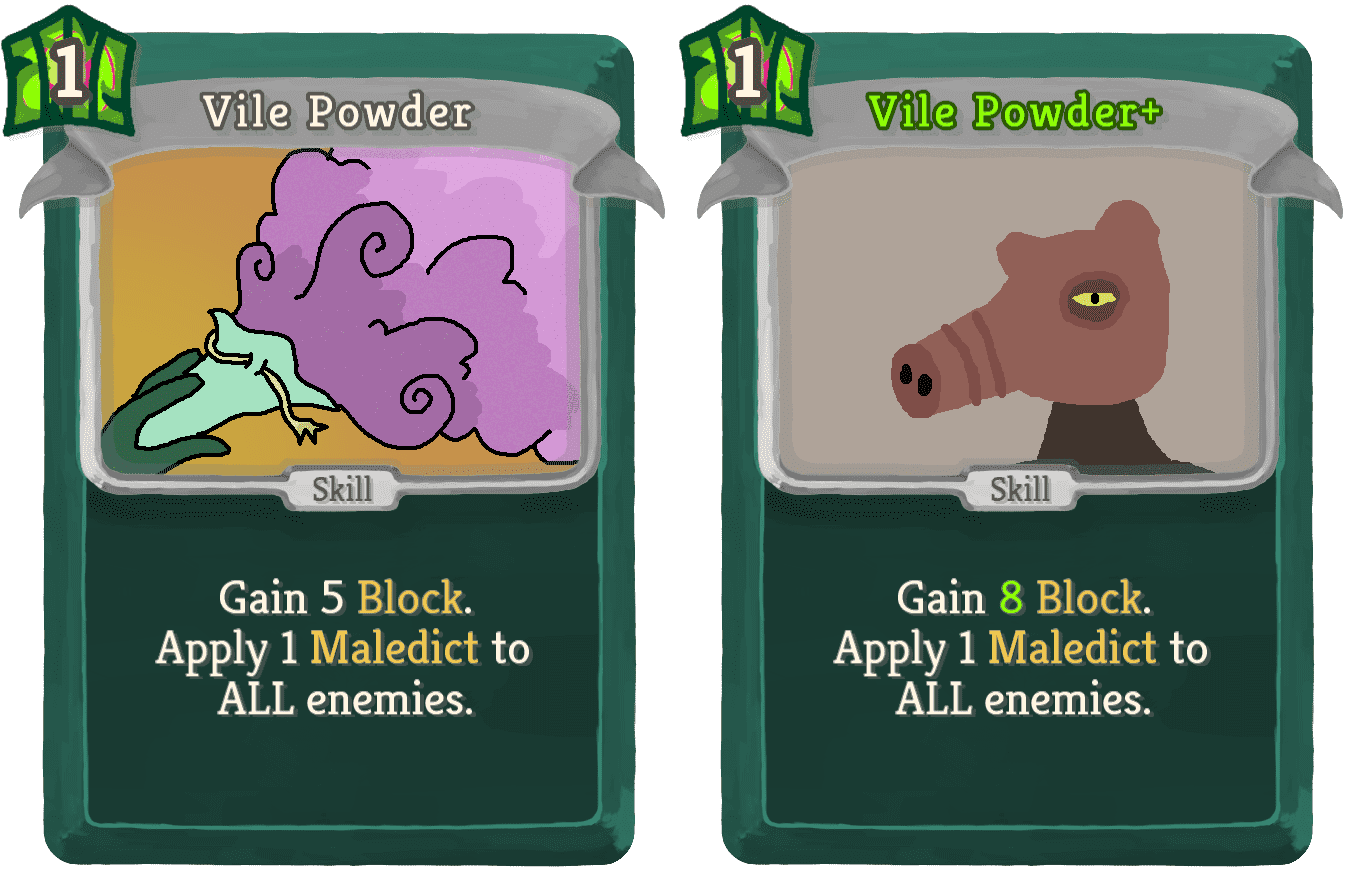 1
Vile Powder
Skill
Gain 5 Block.
Apply 1 Maledict to
ALL enemies.
1
Vile Powder+
Skill
Gain 8 Block.
Apply 1 Maledict to
ALL enemies.